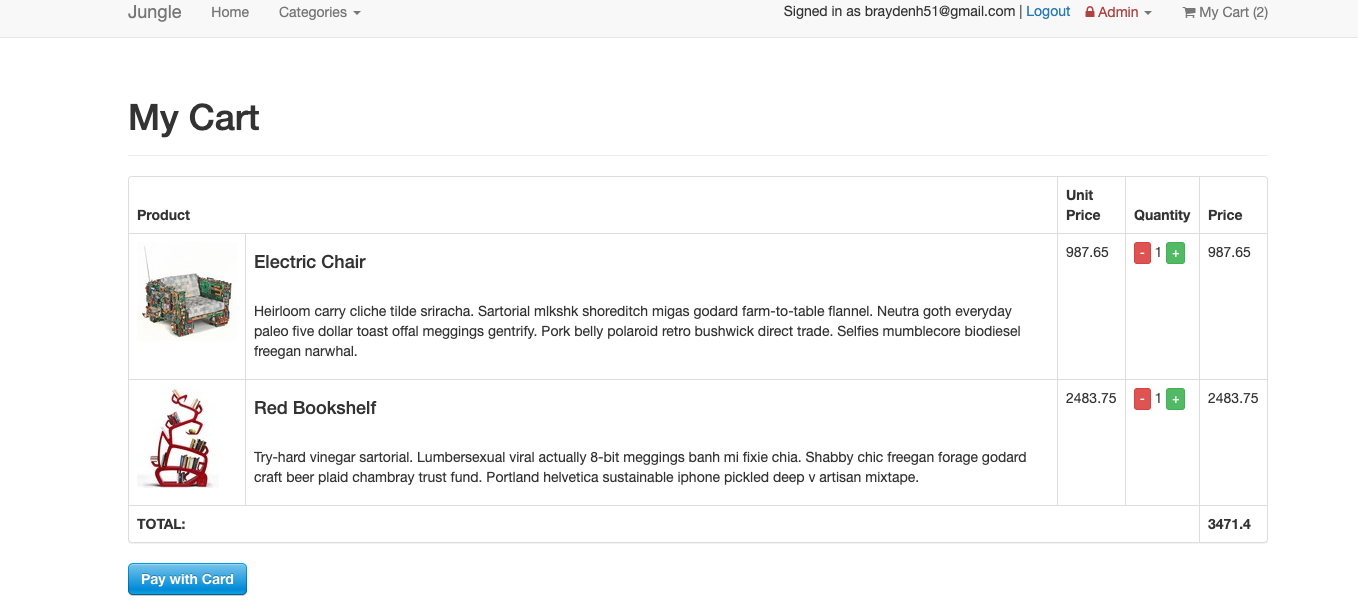 Jungle Home Categories Signed in as braydenh51@gmail.com | Logout Admin My Cart (2)
My Cart
Product Unit Price Quantity Price
Electric Chair 987.65 - 1 + 987.65
Heirloom carry cliche tilde sriracha. Sartorial mlkshk shoreditch migas godard farm-to-table flannel. Neutra goth everyday
paleo five dollar toast offal meggings gentrify. Pork belly polaroid retro bushwick direct trade. Selfies mumblecore biodiesel
freegan narwhal.
Red Bookshelf 2483.75 - 1 + 2483.75
Try-hard vinegar sartorial. Lumbersexual viral actually 8-bit meggings banh mi fixie chia. Shabby chic freegan forage godard
craft beer plaid chambray trust fund. Portland helvetica sustainable iphone pickled deep v artisan mixtape.
TOTAL: 3471.4
Pay with Card